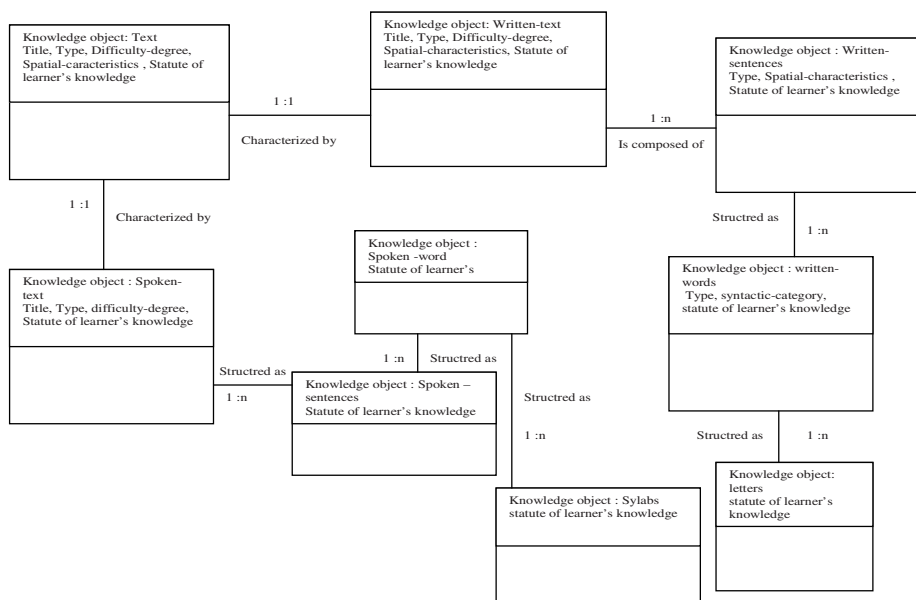 Knowledge object: Text
Title, Type, Difficulty-degree,
Spatial-caracteristics , Statute of
learner's knowledge
1 :1
Characterized by
Knowledge object: Written-text
Title, Type, Difficulty-degree,
Spatial-characteristics, Statute of
learner's knowledge
1 :n
Is composed of
Knowledge object : Written-
sentences
Type, Spatial-characteristics ,
Statute of learner's knowledge
1 :1
Characterized by
Structred as
1 :n
Knowledge object : Spoken-
text
Title, Type, difficulty-degree,
Statute of learner's knowledge
Knowledge object :
Spoken -word
Statute of learner's
Knowledge object : written-
words
Type, syntactic-category,
statute of learner's knowledge
Structred as
1 :n
1 :n
Structred as
Knowledge object : Spoken –
sentences
Statute of learner's knowledge
Structred as
1 :n
Structred as
1 :n
Knowledge object : Sylabs
statute of learner's knowledge
Knowledge object:
letters
statute of learner's
knowledge